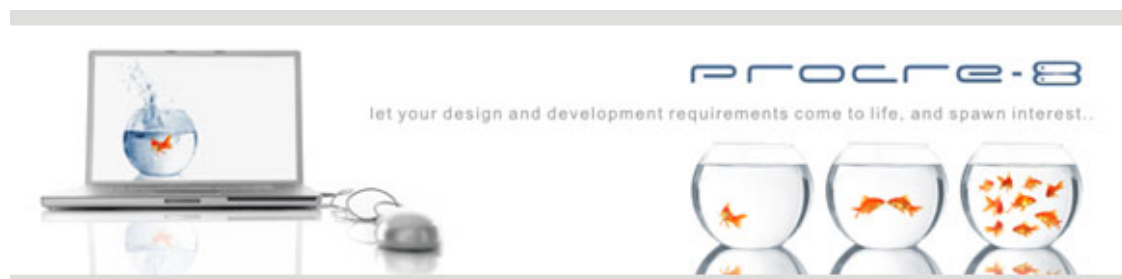 procre-8
let your design and development requirements come to life, and spawn interest..